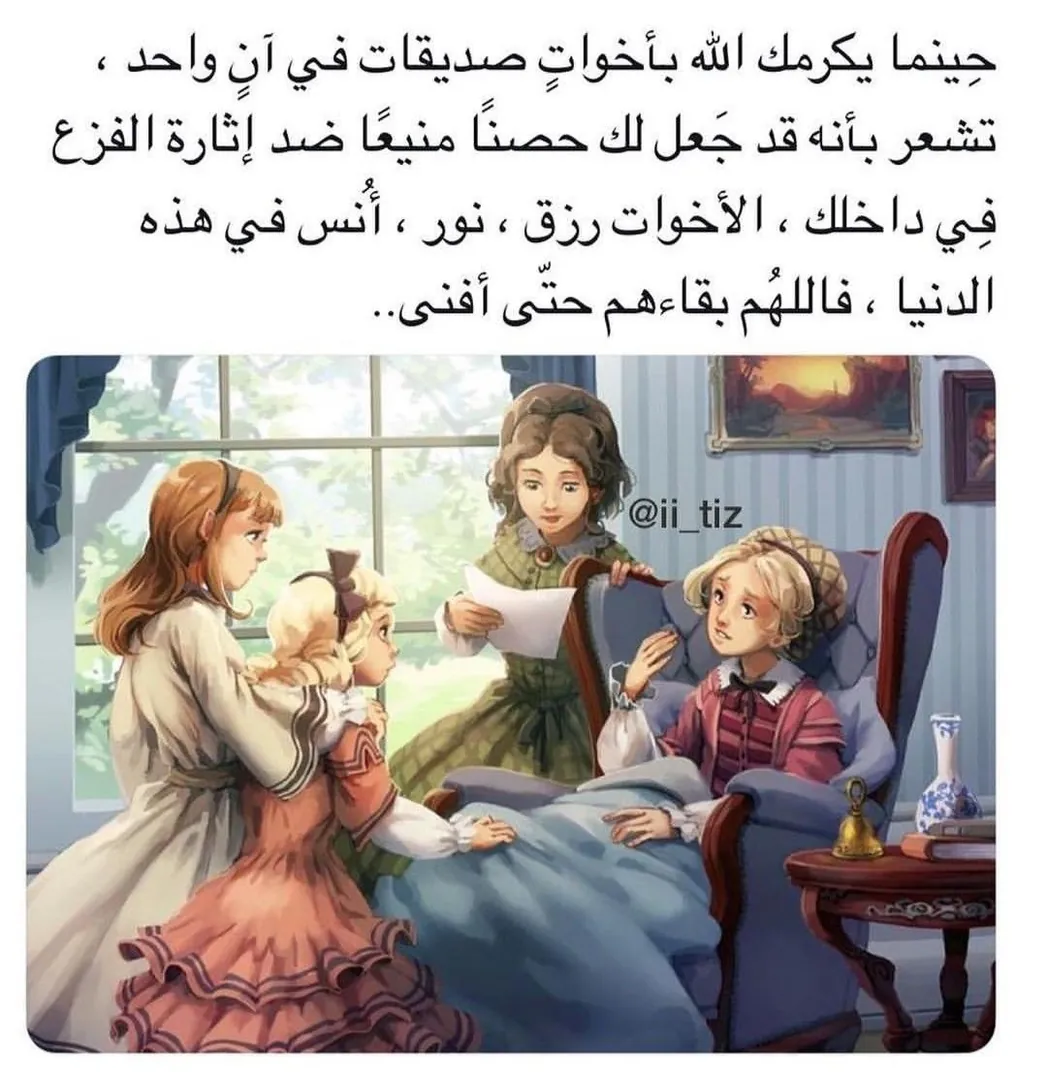 حِينما يكرمك الله بأخواتٍ صديقات في آنٍ واحد ،
تشعر بأنه قد جَعل لك حصنًا منيعًا ضد إثارة الفزع
فِي داخلك ، الأخوات رزق ، نور ، أُنس في هذه
الدنيا ، فاللهُم بقاءهم حتّى أفنى..
@ii_tiz